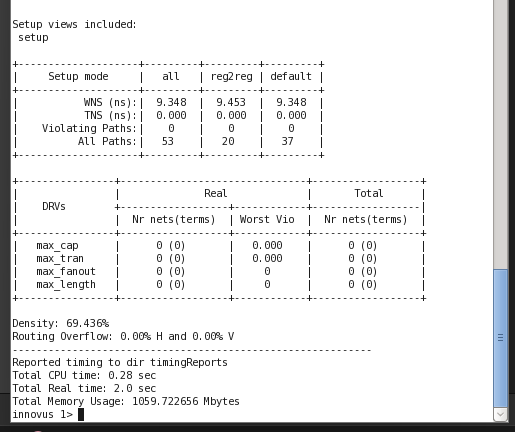 Setup views included:
 setup

+--------------------+---------+---------+---------+
|     Setup mode     |   all   | reg2reg | default |
+--------------------+---------+---------+---------+
|           WNS (ns):|  9.348  |  9.453  |  9.348  |
|           TNS (ns):|  0.000  |  0.000  |  0.000  |
|    Violating Paths:|    0    |    0    |    0    |
|          All Paths:|   53    |   20    |   37    |
+--------------------+---------+---------+---------+

+----------------+-------------------------------+------------------+
|                |              Real             |       Total      |
|    DRVs        +------------------+------------+------------------|
|                |  Nr nets(terms)  | Worst Vio  |  Nr nets(terms)  |
+----------------+------------------+------------+------------------+
|   max_cap      |      0 (0)       |   0.000    |      0 (0)       |
|   max_tran     |      0 (0)       |   0.000    |      0 (0)       |
|   max_fanout   |      0 (0)       |     0      |      0 (0)       |
|   max_length   |      0 (0)       |     0      |      0 (0)       |
+----------------+------------------+------------+------------------+

Density: 69.436%
Routing Overflow: 0.00% H and 0.00% V
------------------------------------------------------------
Reported timing to dir timingReports
Total CPU time: 0.28 sec
Total Real time: 2.0 sec
Total Memory Usage: 1059.722656 Mbytes
innovus 1>